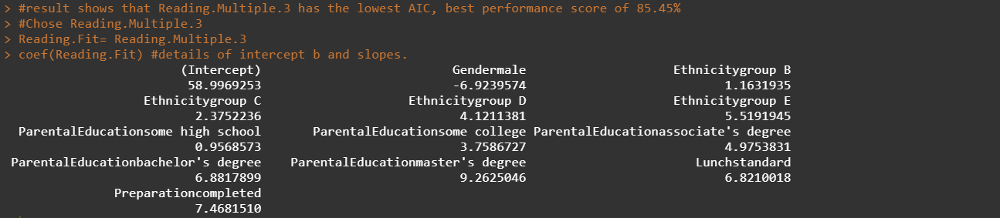 > #result shows that Reading.Multiple.3 has the lowest AIC, best performance score of 85.45%
> #Chose Reading.Multiple.3
> Reading.Fit= Reading.Multiple.3
> coef(Reading.Fit) #details of intercept b and slopes.
(Intercept) Gendermale Ethnicitygroup B
58.9969253 -6.9239574 1.1631935
Ethnicitygroup C Ethnicitygroup D Ethnicitygroup E
2.3752236 4.1211381 5.5191945
ParentalEducationsome high school ParentalEducationsome college ParentalEducationassociate's degree
0.9568573 3.7586727 4.9753831
ParentalEducationbachelor's degree ParentalEducationmaster's degree Lunchstandard
6.8817899 9.2625046 6.8210018
Preparationcompleted
7.4681510